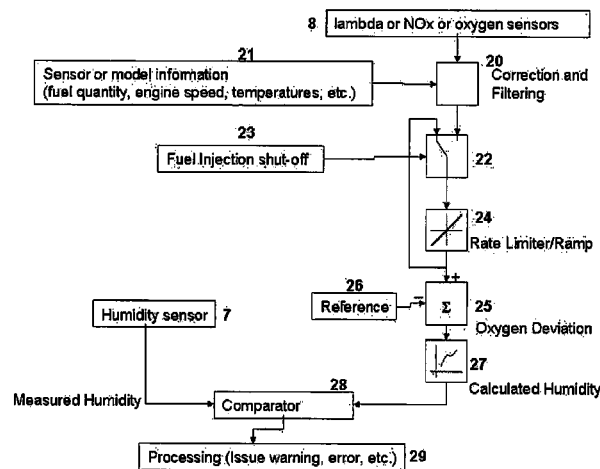 8 lambda or NOx or oxygen sensors
21
Sensor or model information
(fuel quantity, engine speed, temperatures, etc.)
20
Correction and
Filtering
23
Fuel Injection shut-off
22
24
Rate Limiter/Ramp
26
Reference
+
−
Σ
25
Oxygen Deviation
Humidity sensor 7
27
Calculated Humidity
Measured Humidity
28
Comparator
Processing (Issue warning, error, etc.) 29